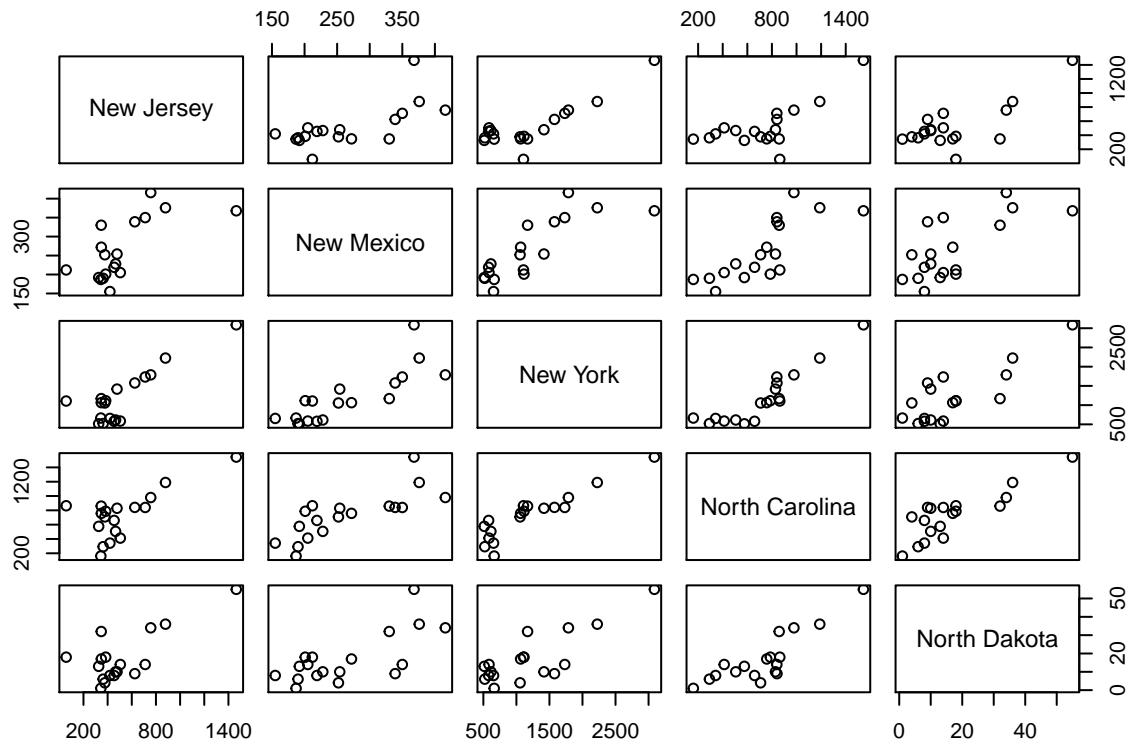 150 250 350
200 800 1400
New Jersey
200 1200
150 300
New Mexico
New York
500 2500
200 1200
North Carolina
North Dakota
0 20 50
200 800 1400
500 1500 2500
0 20 40